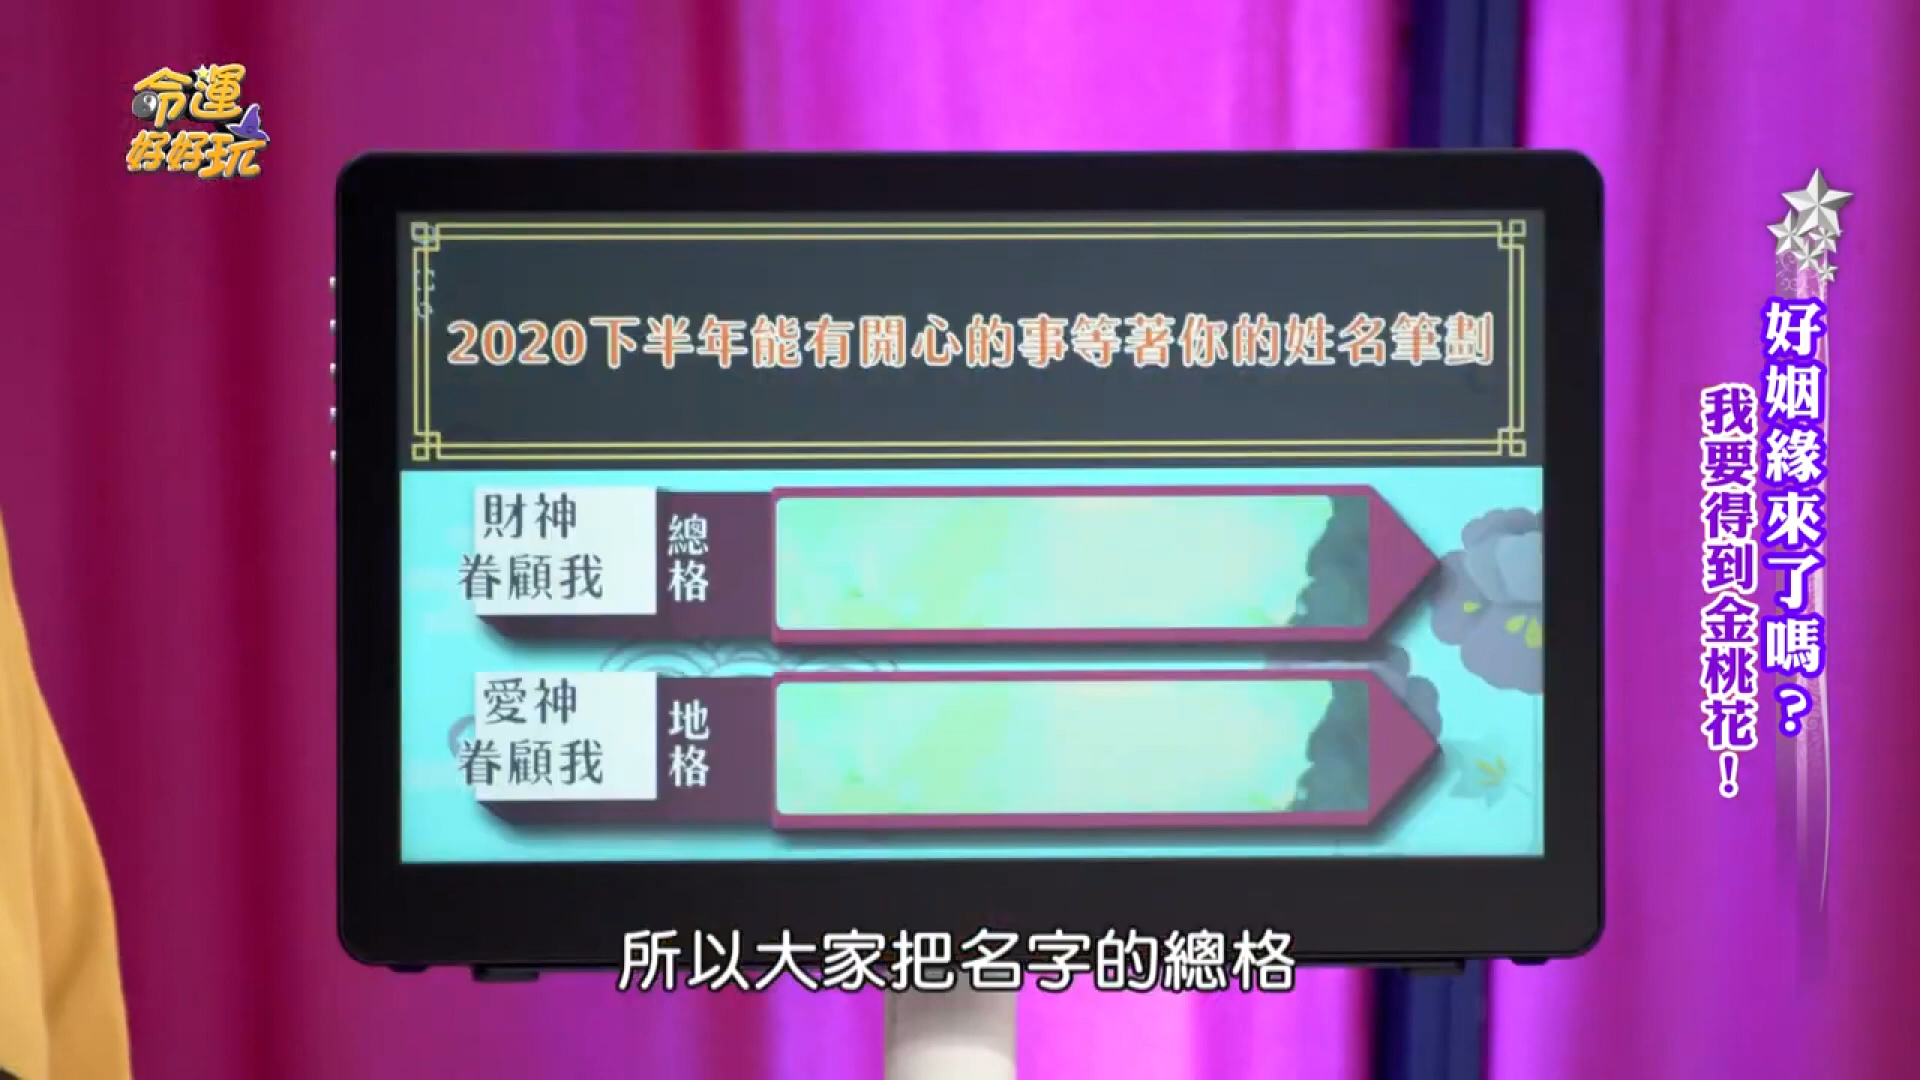 命運
好好玩
2020下半年能有開心的事等著你的姓名筆劃
財神
眷顧我
總格
愛神
眷顧我
地格
好姻緣來了嗎？
我要得到金桃花！
所以大家把名字的總格